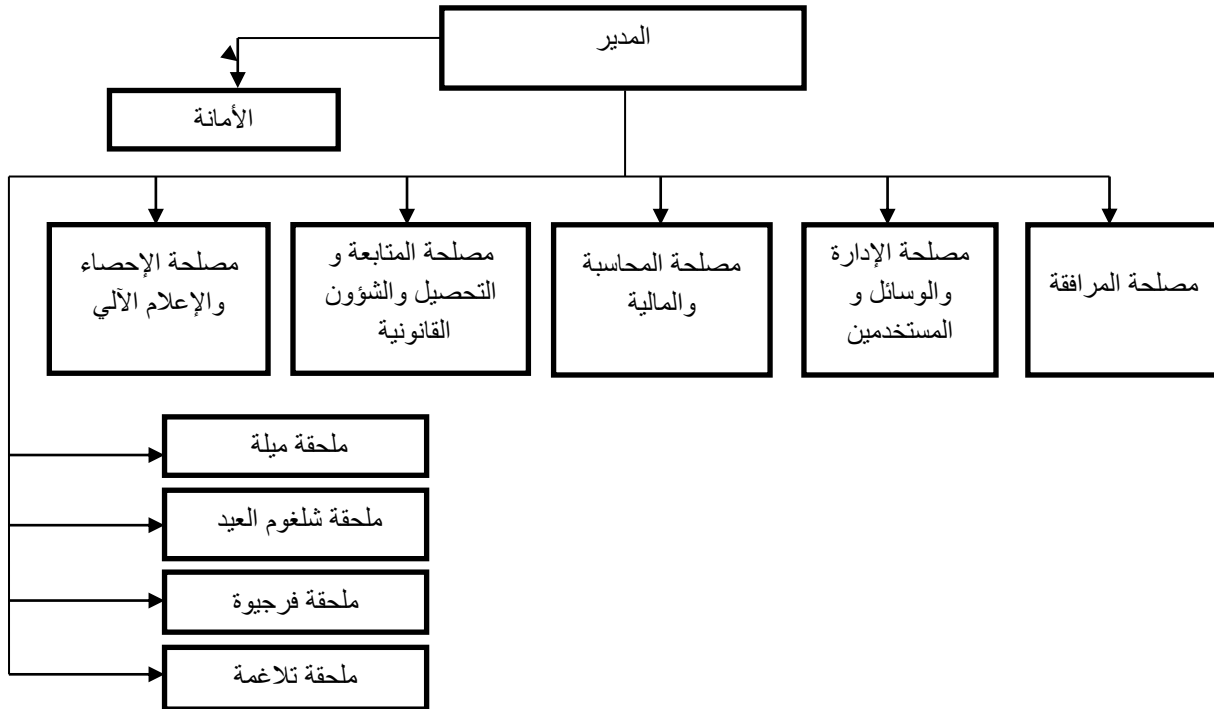 المدير
الأمانة
مصلحة المرافقة
مصلحة الإدارة
والوسائل و
المستخدمين
مصلحة المحاسبة
والمالية
مصلحة المتابعة و
التحصيل والشؤون
القانونية
مصلحة الإحصاء
والإعلام الآلي
ملحقة ميلة
ملحقة شلغوم العيد
ملحقة فرجيوة
ملحقة تلاغمة